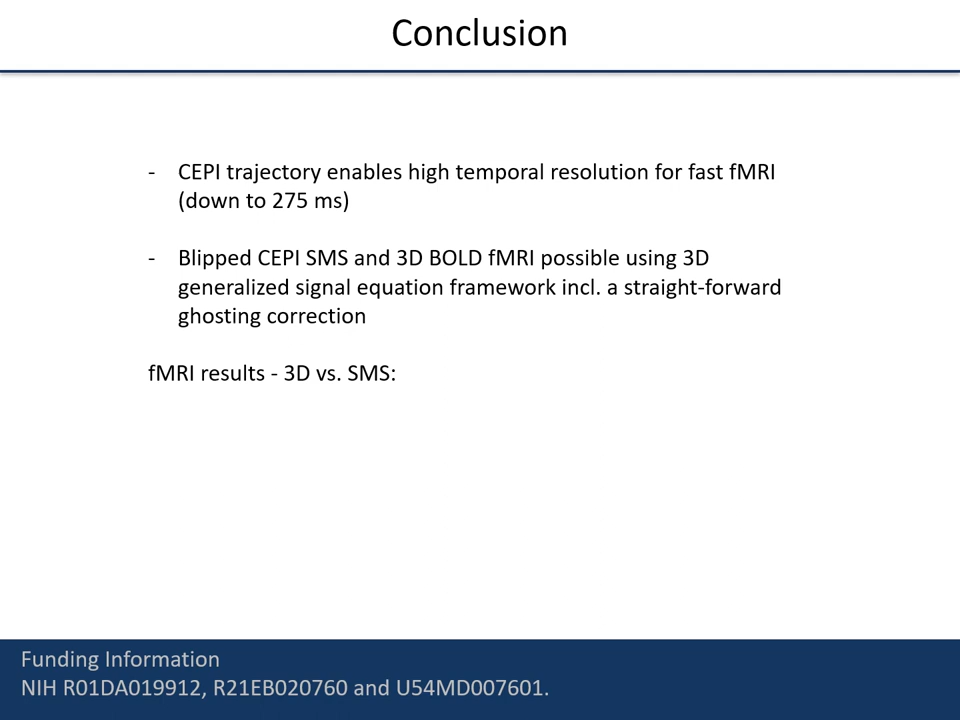 Conclusion
- CEPI trajectory enables high temporal resolution for fast fMRI
(down to 275 ms)
- Blipped CEPI SMS and 3D BOLD fMRI possible using 3D
generalized signal equation framework incl. a straight-forward
ghosting correction
fMRI results - 3D vs. SMS:
Funding Information
NIH R01DA019912, R21EB020760 and U54MD007601.